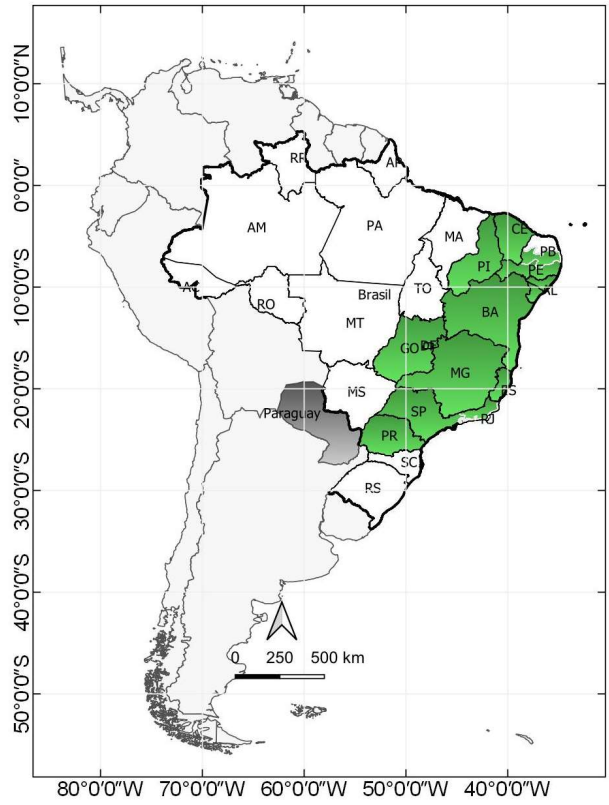 10°0'0"N
0°0'0"
10°0'0"S
20°0'0"S
30°0'0"S
40°0'0"S
50°0'0"S
RR
AP
AM
PA
MA
CE
PB
PI
PE
AL
AC
RO
TO
Brasil
BA
MT
GO
DF
MG
MS
ES
Paraguay
SP
RJ
PR
SC
RS
0 250 500 km
80°0'0"W 70°0'0"W 60°0'0"W 50°0'0"W 40°0'0"W